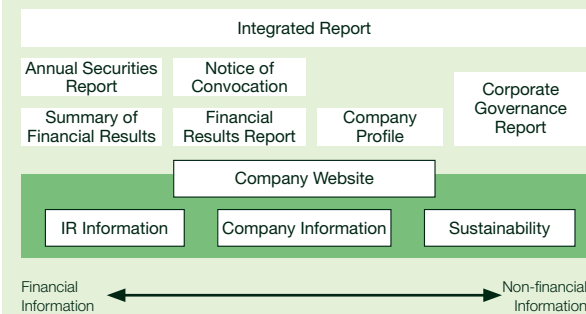 Integrated Report
Annual Securities
Report
Notice of
Convocation
Corporate
Governance
Report
Summary of
Financial Results
Financial
Results Report
Company
Profile
Company Website
IR Information
Company Information
Sustainability
Financial
Information
Non-financial
Information